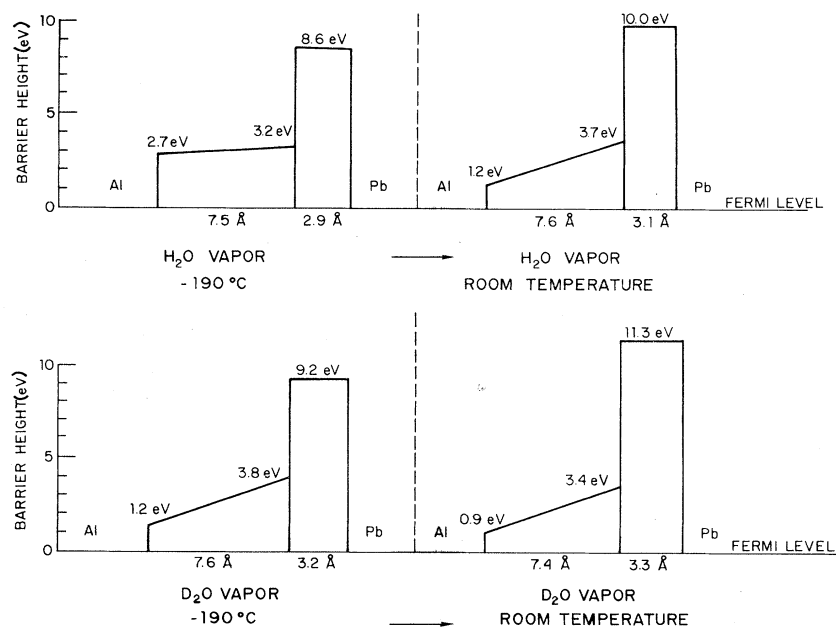 BARRIER HEIGHT(eV)
10
5
0
8.6 eV
10.0 eV
2.7 eV
3.2 eV
3.7 eV
1.2 eV
Al
Pb
Al
Pb
FERMI LEVEL
7.5 Å
2.9 Å
7.6 Å
3.1 Å
H₂O VAPOR
-190 °C
H₂O VAPOR
ROOM TEMPERATURE
BARRIER HEIGHT(eV)
10
5
0
9.2 eV
11.3 eV
1.2 eV
3.8 eV
3.4 eV
0.9 eV
Al
Pb
Al
Pb
FERMI LEVEL
7.6 Å
3.2 Å
7.4 Å
3.3 Å
D₂O VAPOR
-190 °C
D₂O VAPOR
ROOM TEMPERATURE